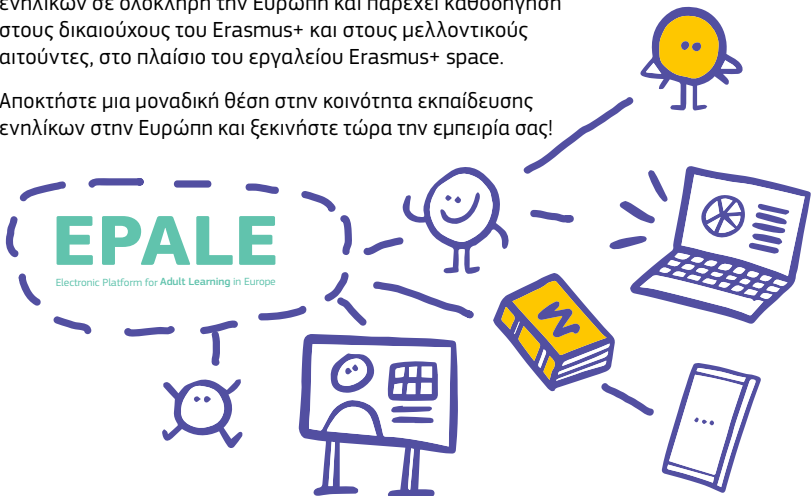 ενηλίκων σε ολόκληρη την Ευρώπη και παρέχει καθοδήγηση
στους δικαιούχους του Erasmus+ και στους μελλοντικούς
αιτούντες, στο πλαίσιο του εργαλείου Erasmus+ space.
Αποκτήστε μια μοναδική θέση στην κοινότητα εκπαίδευσης
ενηλίκων στην Ευρώπη και ξεκινήστε τώρα την εμπειρία σας!
EPALE
Electronic Platform for Adult Learning in Europe